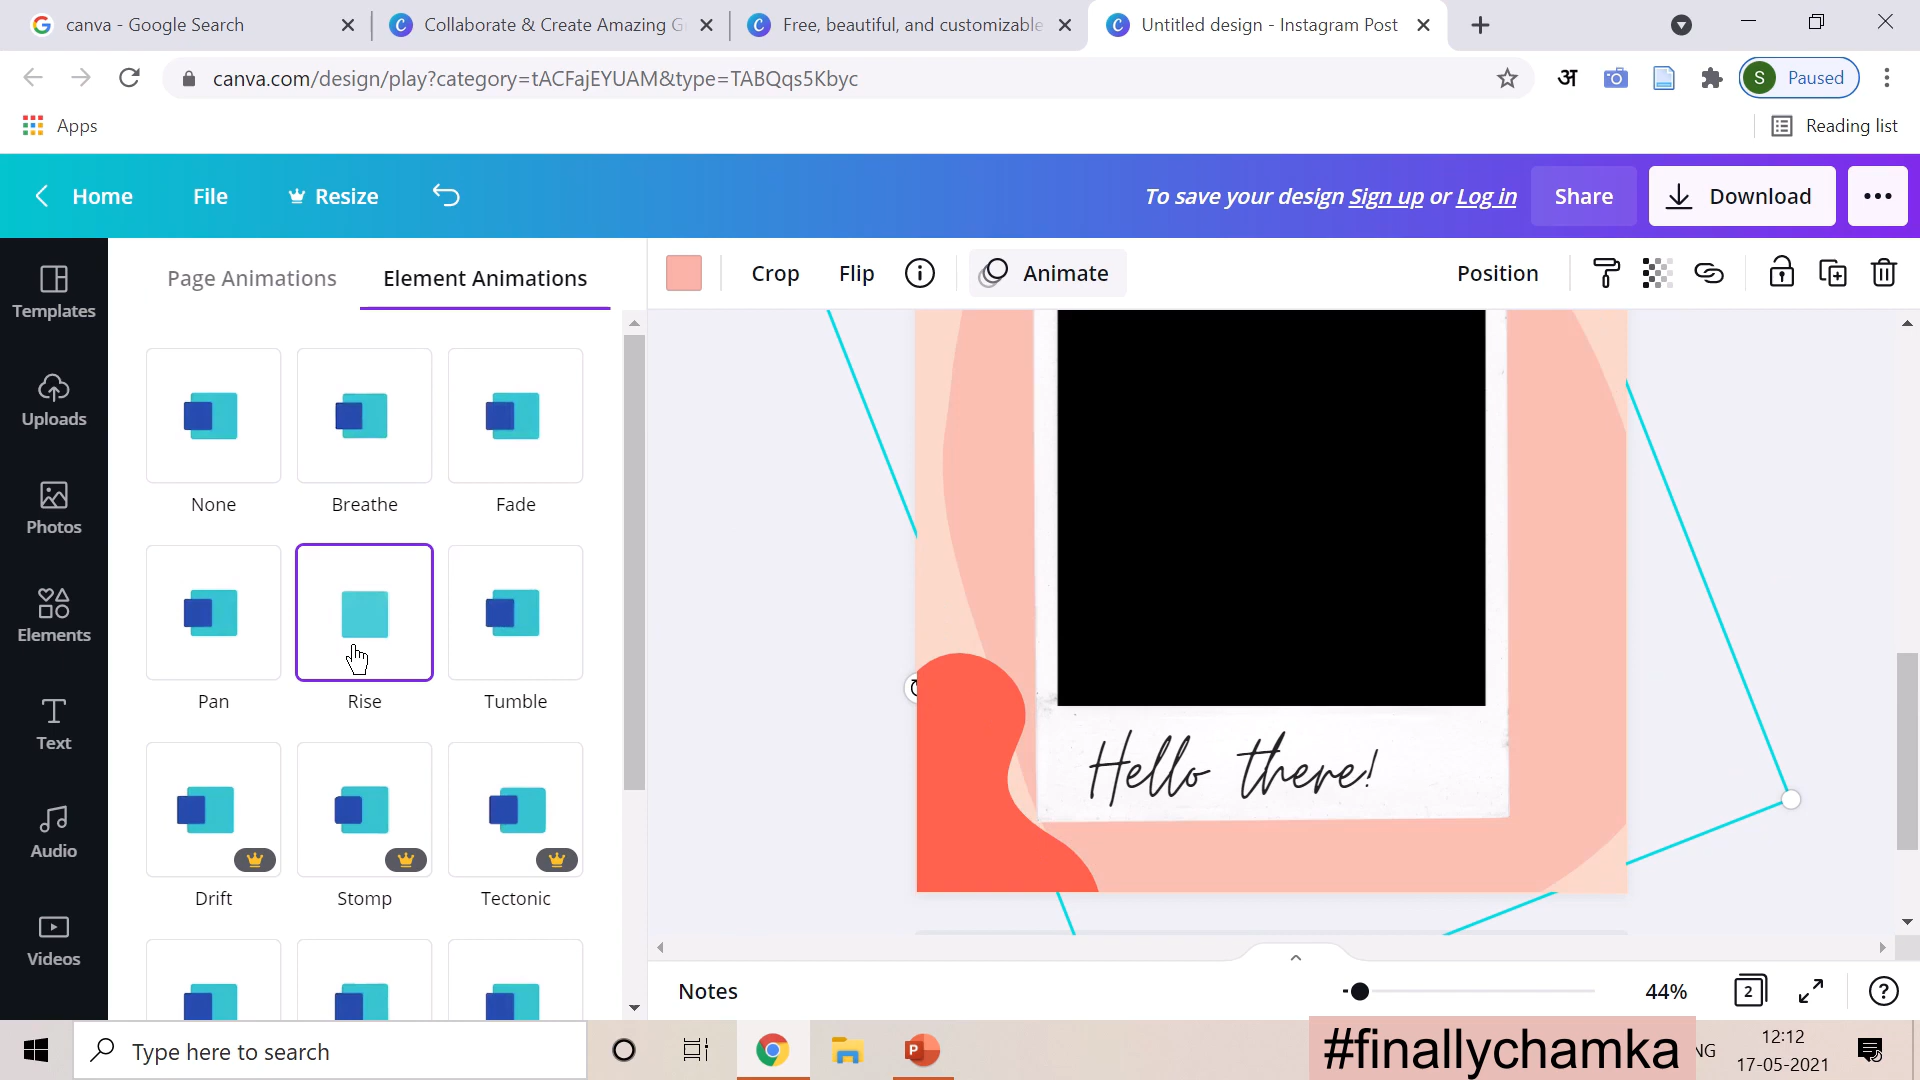 canva - Google Search
Collaborate & Create Amazing G
Free, beautiful, and customizable
Untitled design - Instagram Post
canva.com/design/play?category=tACFajEYUAM&type=TABQqs5Kbyc
अ
S Paused
Apps
Reading list
Home
File
Resize
To save your design Sign up or Log in
Share
Download
Templates
Uploads
Photos
Elements
Text
Audio
Videos
Page Animations
Element Animations
None
Breathe
Fade
Pan
Rise
Tumble
Drift
Stomp
Tectonic
Crop
Flip
Animate
Position
Hello there!
Notes
44%
2
Type here to search
#finallychamka
NG
12:12
17-05-2021